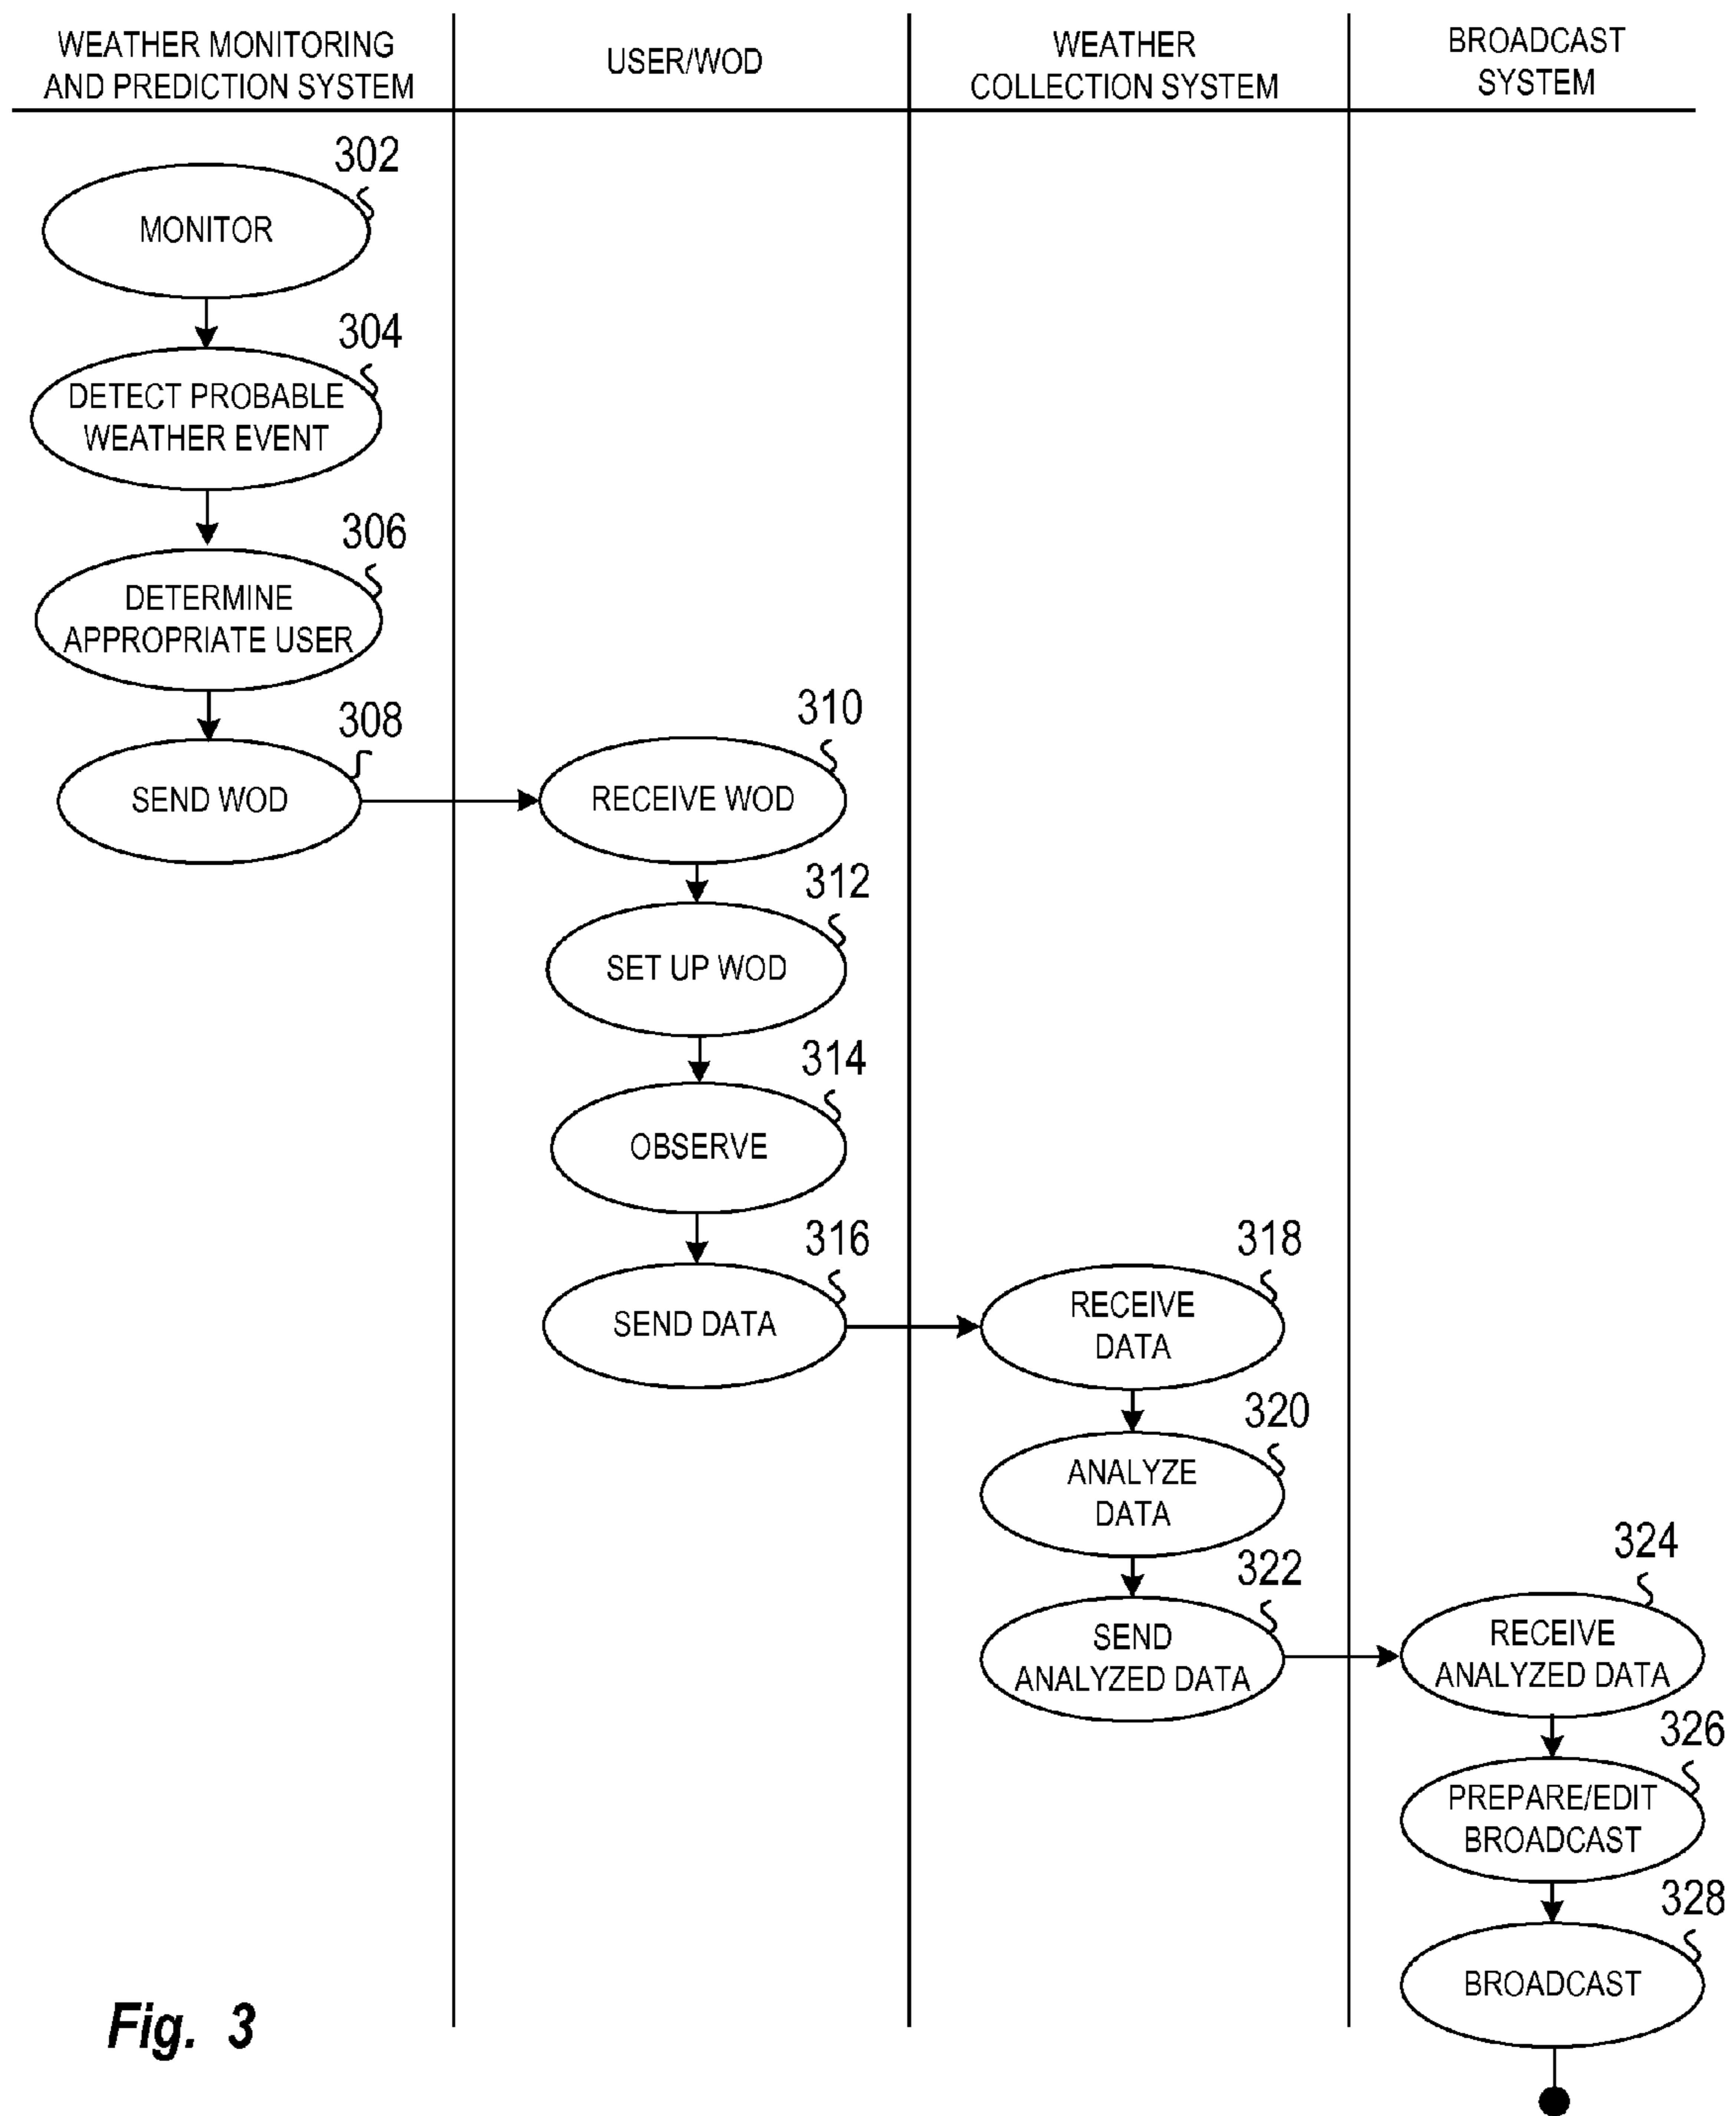 WEATHER MONITORING
AND PREDICTION SYSTEM
USER/WOD
WEATHER
COLLECTION SYSTEM
BROADCAST
SYSTEM
302
MONITOR
304
DETECT PROBABLE
WEATHER EVENT
306
DETERMINE
APPROPRIATE USER
308
SEND WOD
310
RECEIVE WOD
312
SET UP WOD
314
OBSERVE
316
SEND DATA
318
RECEIVE
DATA
320
ANALYZE
DATA
322
SEND
ANALYZED DATA
324
RECEIVE
ANALYZED DATA
326
PREPARE/EDIT
BROADCAST
328
BROADCAST
Fig. 3